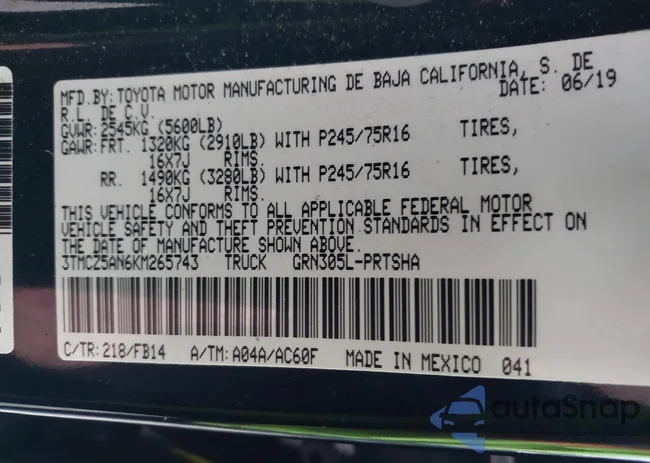 MFD.BY: TOYOTA MOTOR MANUFACTURING DE BAJA CALIFORNIA, S. DE
R.L. DE C.V. DATE: 06/19
GVWR: 2545KG (5600LB)
GAWR: FRT. 1320KG (2910LB) WITH P245/75R16 TIRES,
16X7J RIMS.
RR. 1490KG (3280LB) WITH P245/75R16 TIRES,
16X7J RIMS.
THIS VEHICLE CONFORMS TO ALL APPLICABLE FEDERAL MOTOR
VEHICLE SAFETY AND THEFT PREVENTION STANDARDS IN EFFECT ON
THE DATE OF MANUFACTURE SHOWN ABOVE.
3TMCZ5AN6KM265743 TRUCK GRN305L-PRTSHA
C/TR: 218/FB14 A/TM: A04A/AC60F MADE IN MEXICO 041
autoSnap